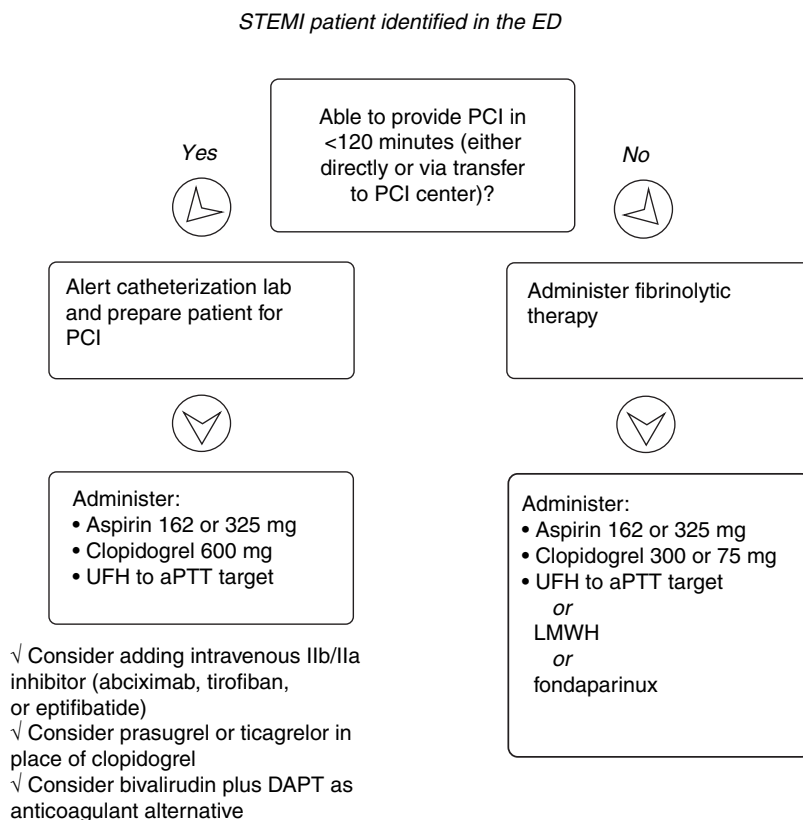 STEMI patient identified in the ED
Able to provide PCI in
<120 minutes (either
directly or via transfer
to PCI center)?
Yes
No
Alert catheterization lab
and prepare patient for
PCI
Administer fibrinolytic
therapy
Administer:
• Aspirin 162 or 325 mg
• Clopidogrel 600 mg
• UFH to aPTT target
Administer:
• Aspirin 162 or 325 mg
• Clopidogrel 300 or 75 mg
• UFH to aPTT target
or
LMWH
or
fondaparinux
√ Consider adding intravenous IIb/IIa
inhibitor (abciximab, tirofiban,
or eptifibatide)
√ Consider prasugrel or ticagrelor in
place of clopidogrel
√ Consider bivalirudin plus DAPT as
anticoagulant alternative